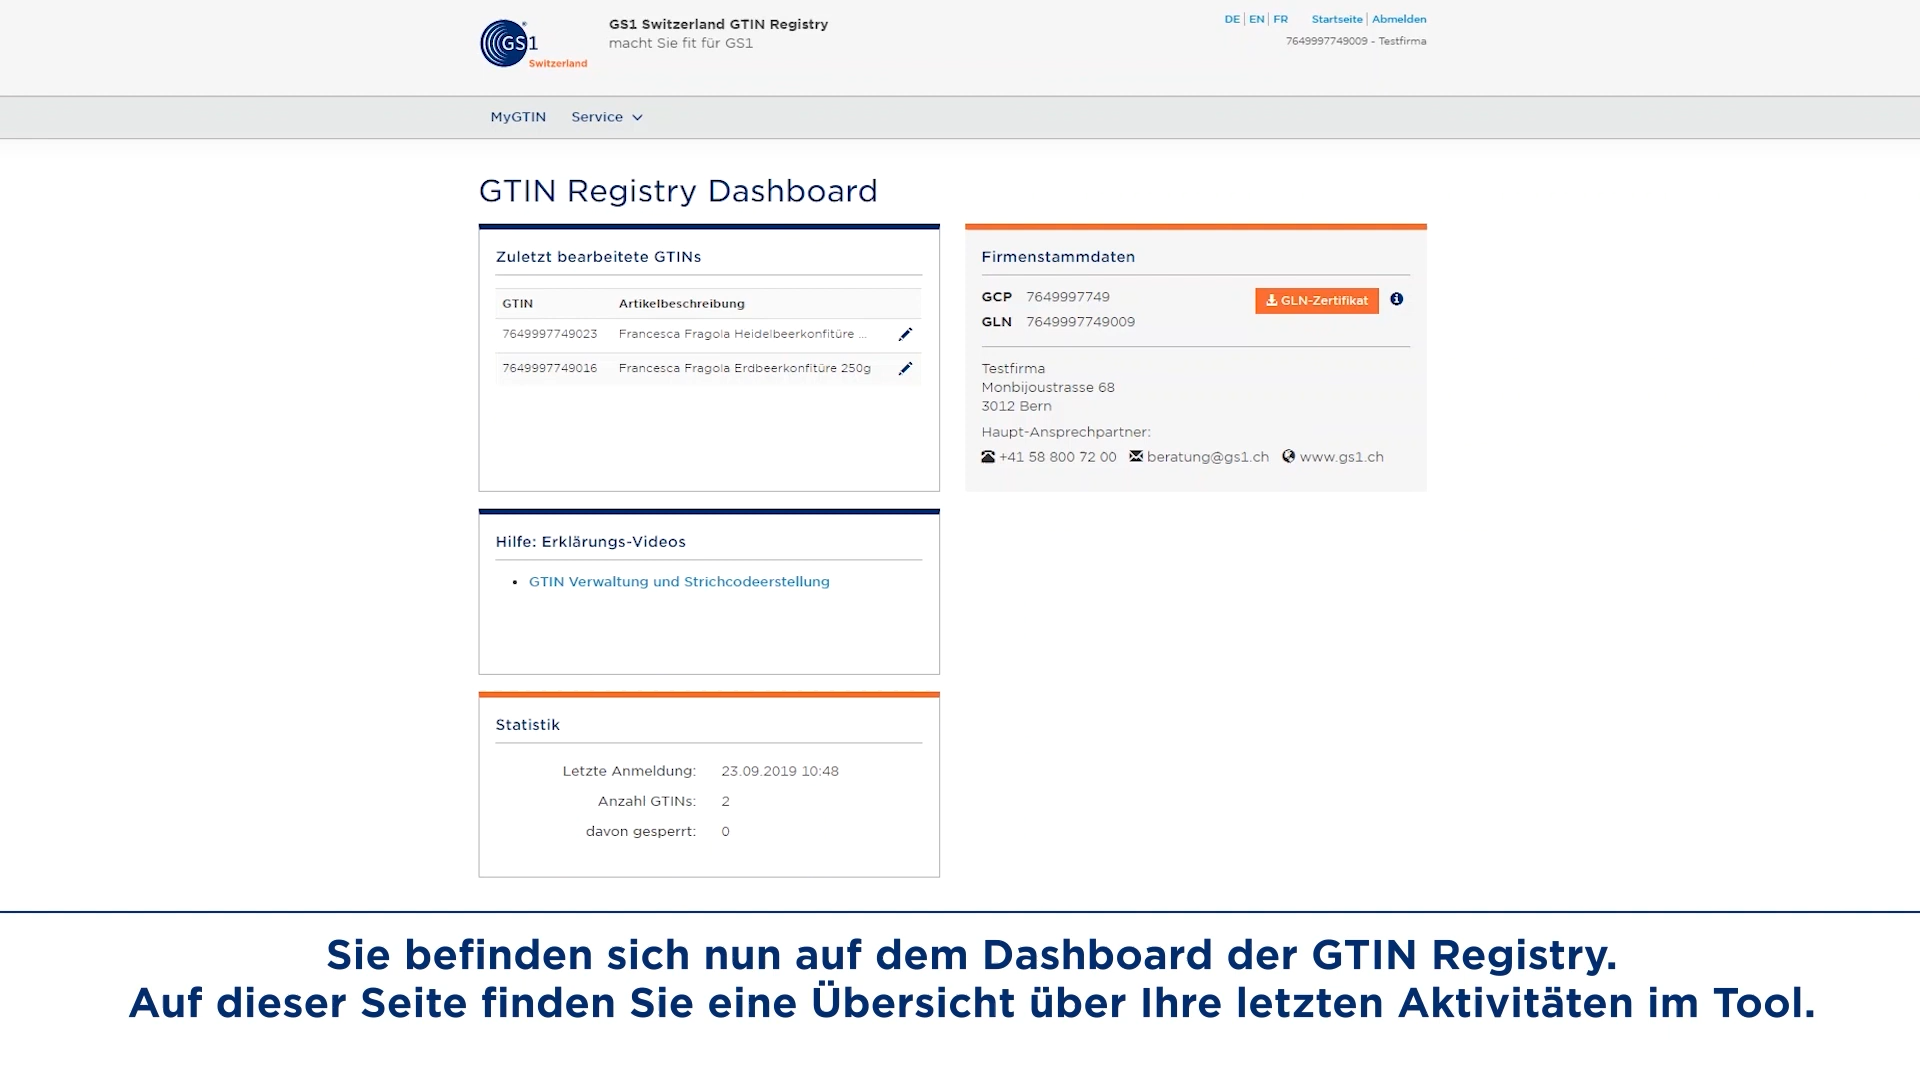 GS1
Switzerland
GS1 Switzerland GTIN Registry
macht Sie fit für GS1
DE | EN | FR Startseite | Abmelden
7649997749009 - Testfirma
MyGTIN Service
GTIN Registry Dashboard
Zuletzt bearbeitete GTINs
GTIN Artikelbeschreibung
7649997749023 Francesca Fragola Heidelbeerkonfitüre ...
7649997749016 Francesca Fragola Erdbeerkonfitüre 250g
Firmenstammdaten
GCP 7649997749
GLN-Zertifikat
GLN 7649997749009
Testfirma
Monbijoustrasse 68
3012 Bern
Haupt-Ansprechpartner:
+41 58 800 72 00 beratung@gs1.ch www.gs1.ch
Hilfe: Erklärungs-Videos
• GTIN Verwaltung und Strichcodeerstellung
Statistik
Letzte Anmeldung: 23.09.2019 10:48
Anzahl GTINs: 2
davon gesperrt: 0
Sie befinden sich nun auf dem Dashboard der GTIN Registry.
Auf dieser Seite finden Sie eine Übersicht über Ihre letzten Aktivitäten im Tool.